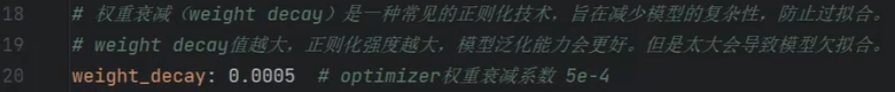 18 # 权重衰减（weight decay）是一种常见的正则化技术，旨在减少模型的复杂性，防止过拟合。
19 # weight decay值越大，正则化强度越大，模型泛化能力会更好。但是太大会导致模型欠拟合。
20 weight_decay: 0.0005 # optimizer权重衰减系数 5e-4